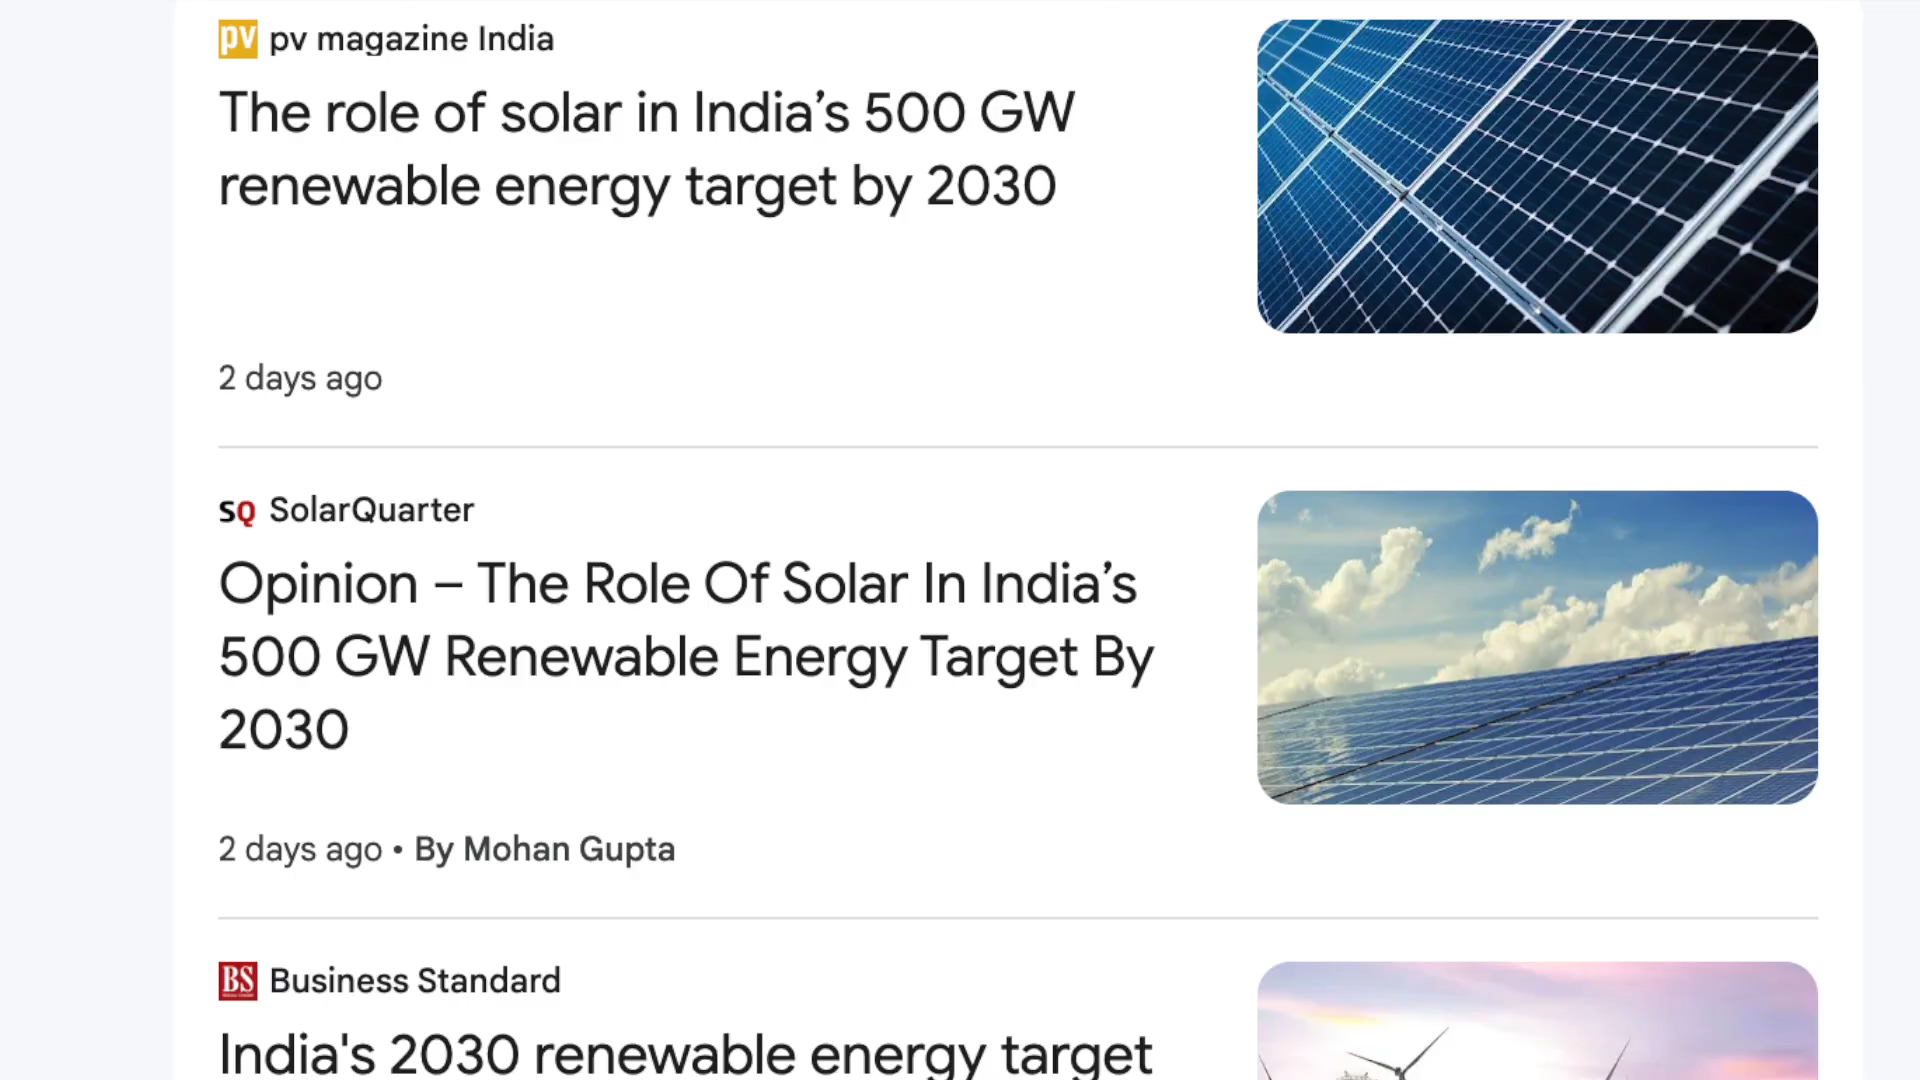 pv pv magazine India
The role of solar in India’s 500 GW
renewable energy target by 2030
2 days ago
SQ SolarQuarter
Opinion – The Role Of Solar In India’s
500 GW Renewable Energy Target By
2030
2 days ago • By Mohan Gupta
BS Business Standard
India's 2030 renewable energy target